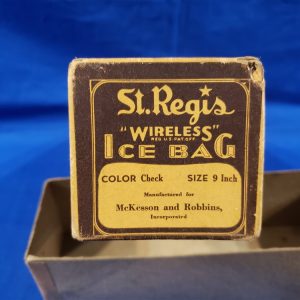 St.Regis
"WIRELESS"
REG. U.S. PAT. OFF.
ICE BAG
COLOR Check SIZE 9 Inch
Manufactured for
McKesson and Robbins,
Incorporated